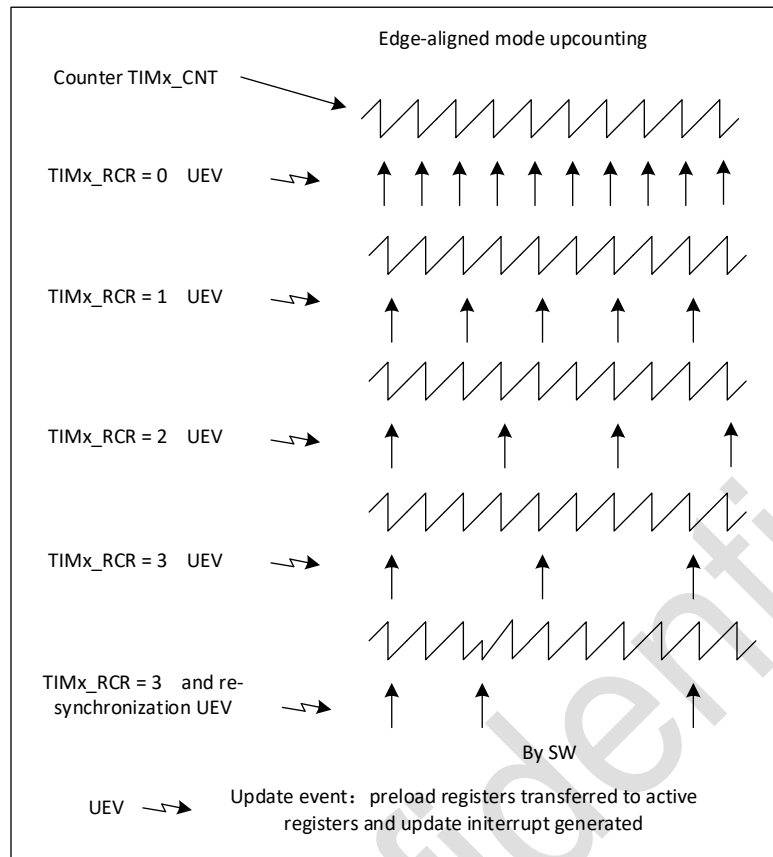 Edge-aligned mode upcounting
Counter TIMx_CNT
TIMx_RCR = 0 UEV
TIMx_RCR = 1 UEV
TIMx_RCR = 2 UEV
TIMx_RCR = 3 UEV
TIMx_RCR = 3 and re-
synchronization UEV
By SW
UEV
Update event：preload registers transferred to active
registers and update initerrupt generated